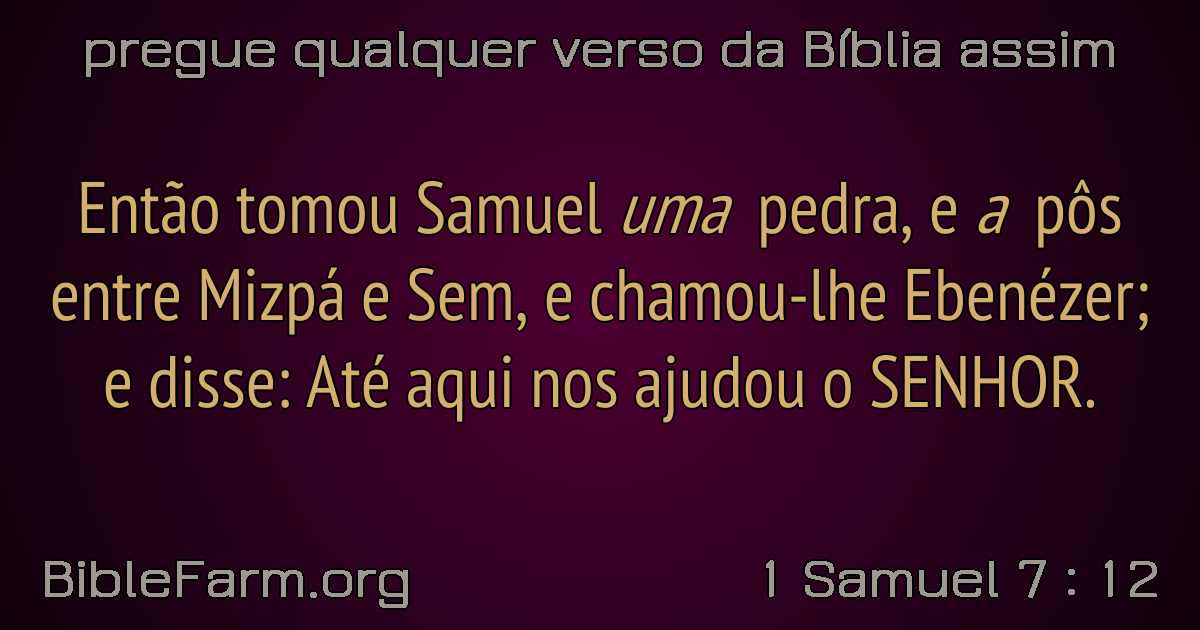 pregue qualquer verso da Bíblia assim
Então tomou Samuel uma pedra, e a pôs
entre Mizpá e Sem, e chamou-lhe Ebenézer;
e disse: Até aqui nos ajudou o SENHOR.
BibleFarm.org
1 Samuel 7 : 12